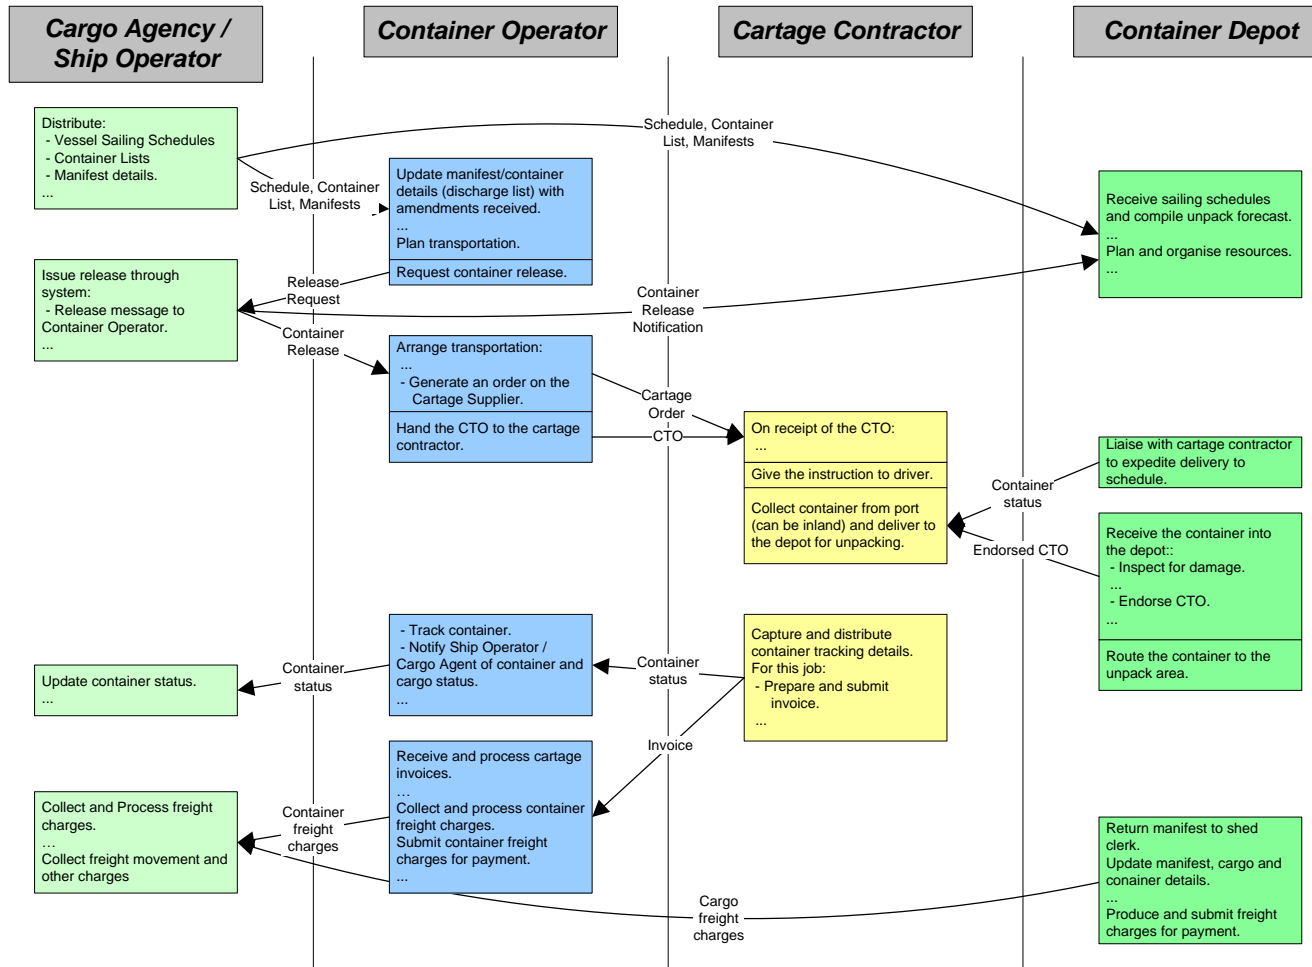 Cargo Agency /
Ship Operator
Container Operator
Cartage Contractor
Container Depot
Distribute:
- Vessel Sailing Schedules
- Container Lists
- Manifest details.
...
Schedule, Container
List, Manifests
Schedule, Container
List, Manifests
Update manifest/container
details (discharge list) with
amendments received.
...
Plan transportation.
Request container release.
Receive sailing schedules
and compile unpack forecast.
...
Plan and organise resources.
...
Issue release through
system:
- Release message to
Container Operator.
...
Release
Request
Container
Release
Notification
Container
Release
Arrange transportation:
...
- Generate an order on the
Cartage Supplier.
Hand the CTO to the cartage
contractor.
Cartage
Order
CTO
On receipt of the CTO:
...
Give the instruction to driver.
Collect container from port
(can be inland) and deliver to
the depot for unpacking.
Liaise with cartage contractor
to expedite delivery to
schedule.
Container
status
Endorsed CTO
Receive the container into
the depot::
- Inspect for damage.
...
- Endorse CTO.
...
Route the container to the
unpack area.
- Track container.
- Notify Ship Operator /
Cargo Agent of container and
cargo status.
...
Capture and distribute
container tracking details.
For this job:
- Prepare and submit
invoice.
...
Container
status
Container
status
Update container status.
...
Invoice
Receive and process cartage
invoices.
...
Collect and process container
freight charges.
Submit container freight
charges for payment.
...
Container
freight
charges
Collect and Process freight
charges.
...
Collect freight movement and
other charges
Return manifest to shed
clerk.
Update manifest, cargo and
conainer details.
...
Produce and submit freight
charges for payment.
Cargo
freight
charges